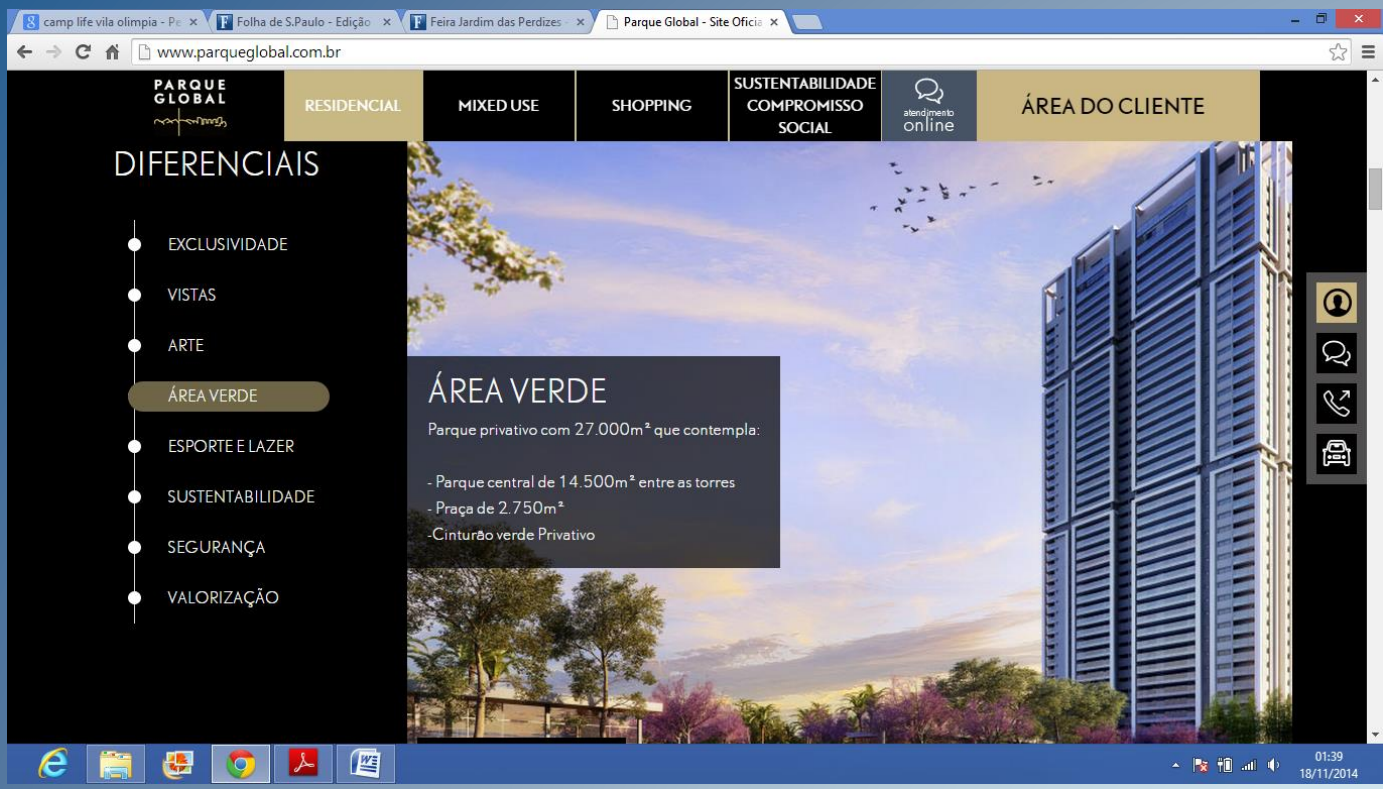 camp life vila olimpia - Pe
Folha de S.Paulo - Edição
Feira Jardim das Perdizes -
Parque Global - Site Oficia
www.parqueglobal.com.br
PARQUE
GLOBAL
RESIDENCIAL
MIXED USE
SHOPPING
SUSTENTABILIDADE
COMPROMISSO
SOCIAL
atendimento
online
ÁREA DO CLIENTE
DIFERENCIAIS
EXCLUSIVIDADE
VISTAS
ARTE
ÁREA VERDE
ESPORTE E LAZER
SUSTENTABILIDADE
SEGURANÇA
VALORIZAÇÃO
ÁREA VERDE
Parque privativo com 27.000m² que contempla:
- Parque central de 14.500m² entre as torres
- Praça de 2.750m²
-Cinturão verde Privativo
01:39
18/11/2014